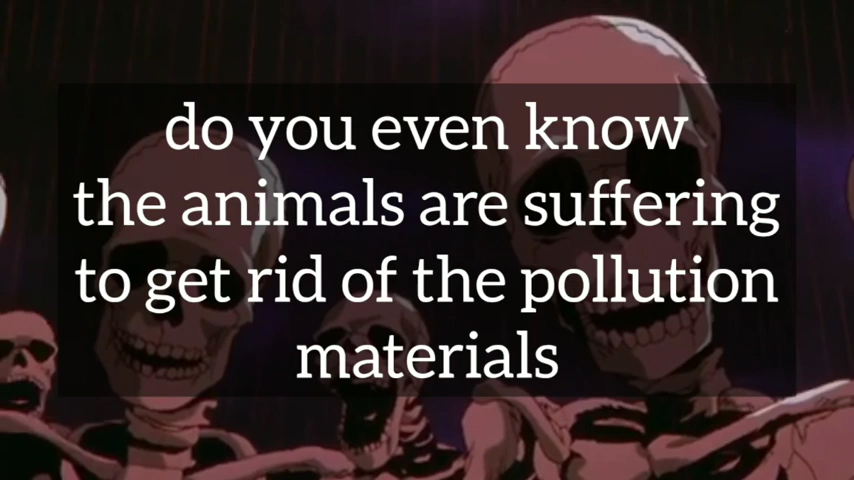 do you even know
the animals are suffering
to get rid of the pollution
materials